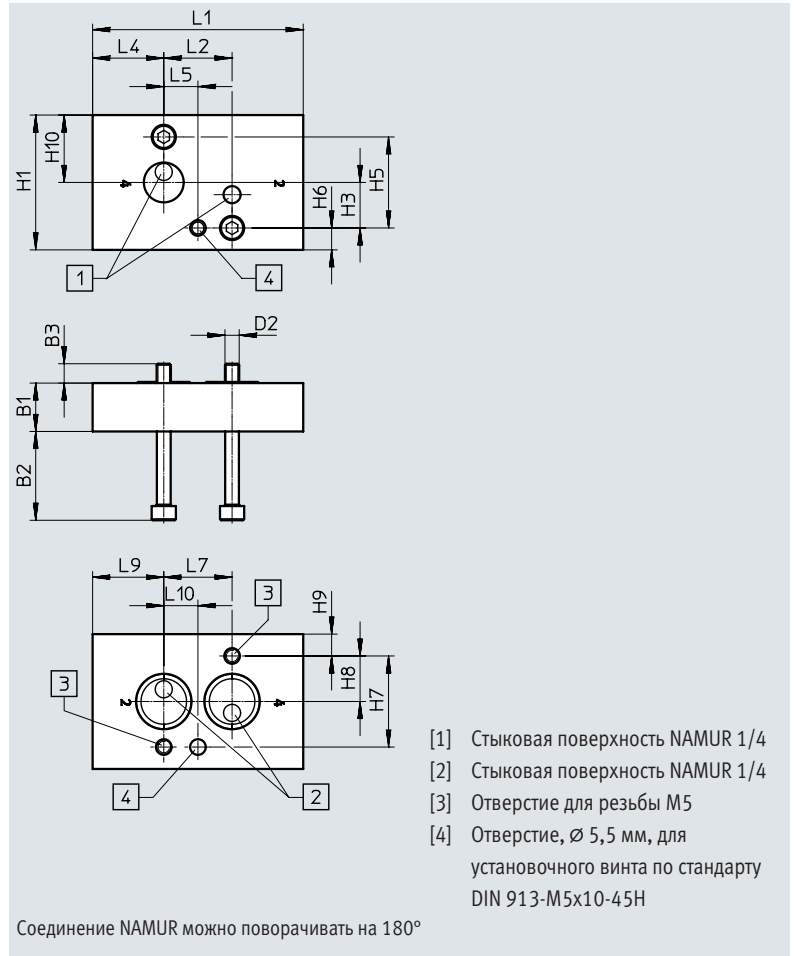 L1
L4 L2
L5
H10
H1
H5
H6
H3
4
2
1
4
B3
D2
B1
B2
L9 L7
L10
3
H9
H8
H7
3
2
4
4
2
[1] Стыковая поверхность NAMUR 1/4
[2] Стыковая поверхность NAMUR 1/4
[3] Отверстие для резьбы M5
[4] Отверстие, Ø 5,5 мм, для
установочного винта по стандарту
DIN 913-M5x10-45H
Соединение NAMUR можно поворачивать на 180°